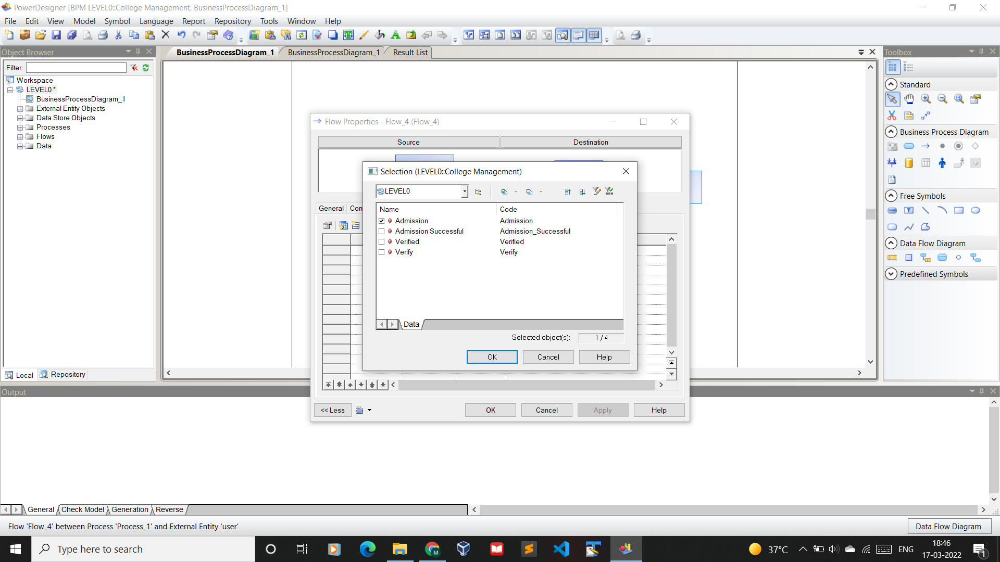 PowerDesigner [BPM LEVEL0::College Management, BusinessProcessDiagram_1]
File Edit View Model Symbol Language Report Repository Tools Window Help
Object Browser
Filter:
Workspace
LEVEL0 *
BusinessProcessDiagram_1
External Entity Objects
Data Store Objects
Processes
Flows
Data
Local Repository
BusinessProcessDiagram_1 BusinessProcessDiagram_1 Result List
Flow Properties - Flow_4 (Flow_4)
Source Destination
General Con
Selection (LEVEL0::College Management)
LEVEL0
Name Code
Admission Admission
Admission Successful Admission_Successful
Verified Verified
Verify Verify
Data
Selected object(s): 1 / 4
OK Cancel Help
<< Less OK Cancel Apply Help
Toolbox
Standard
Business Process Diagram
Free Symbols
Data Flow Diagram
Predefined Symbols
Output
General Check Model Generation Reverse
Flow 'Flow_4' between Process 'Process_1' and External Entity 'user'
Data Flow Diagram
Type here to search
37°C
ENG
18:46
17-03-2022
1